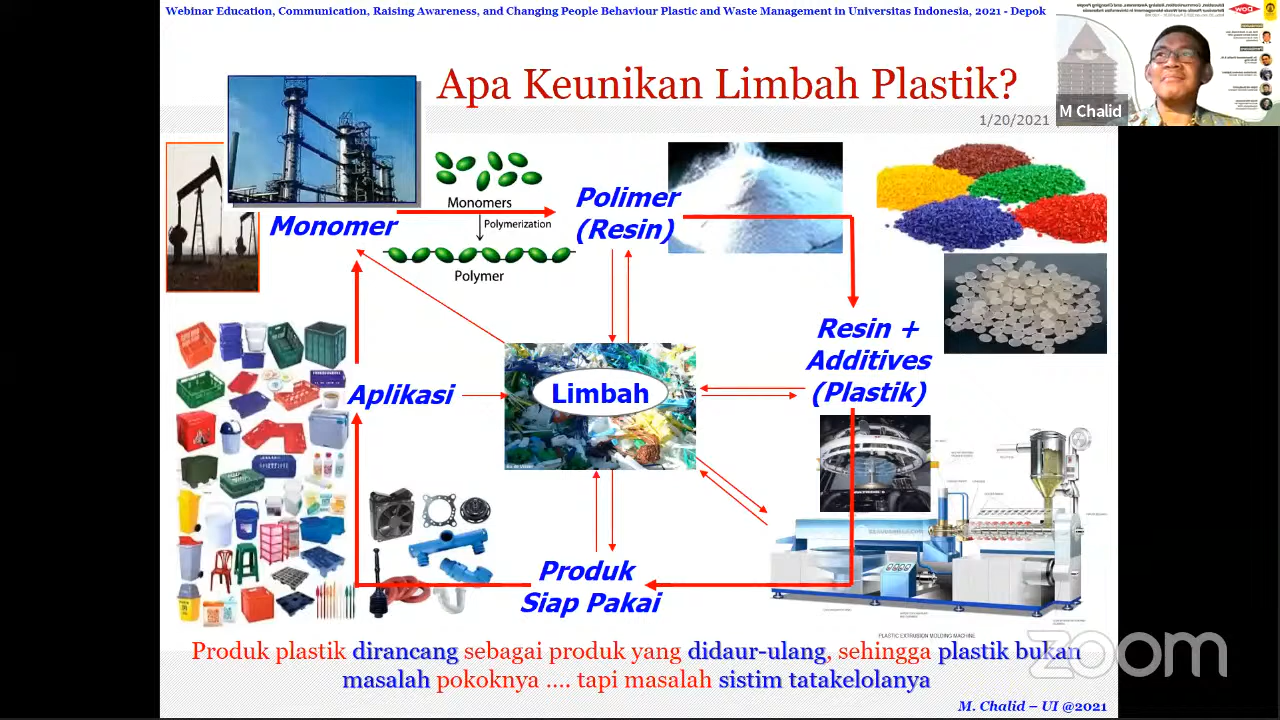 Webinar Education, Communication, Raising Awareness, and Changing People Behaviour Plastic and Waste Management in Universitas Indonesia, 2021 - Depok
Apa Keunikan Limbah Plastik?
M Chalid
1/20/2021
Monomers
Polymerization
Polymer
Monomer
Polimer
(Resin)
Resin +
Additives
(Plastik)
Aplikasi
Limbah
Produk
Siap Pakai
PLASTIC EXTRUSION MOLDING MACHINE
Produk plastik dirancang sebagai produk yang didaur-ulang, sehingga plastik bukan
masalah pokoknya .... tapi masalah sistim tatakelolanya
zoom
M. Chalid – UI @2021